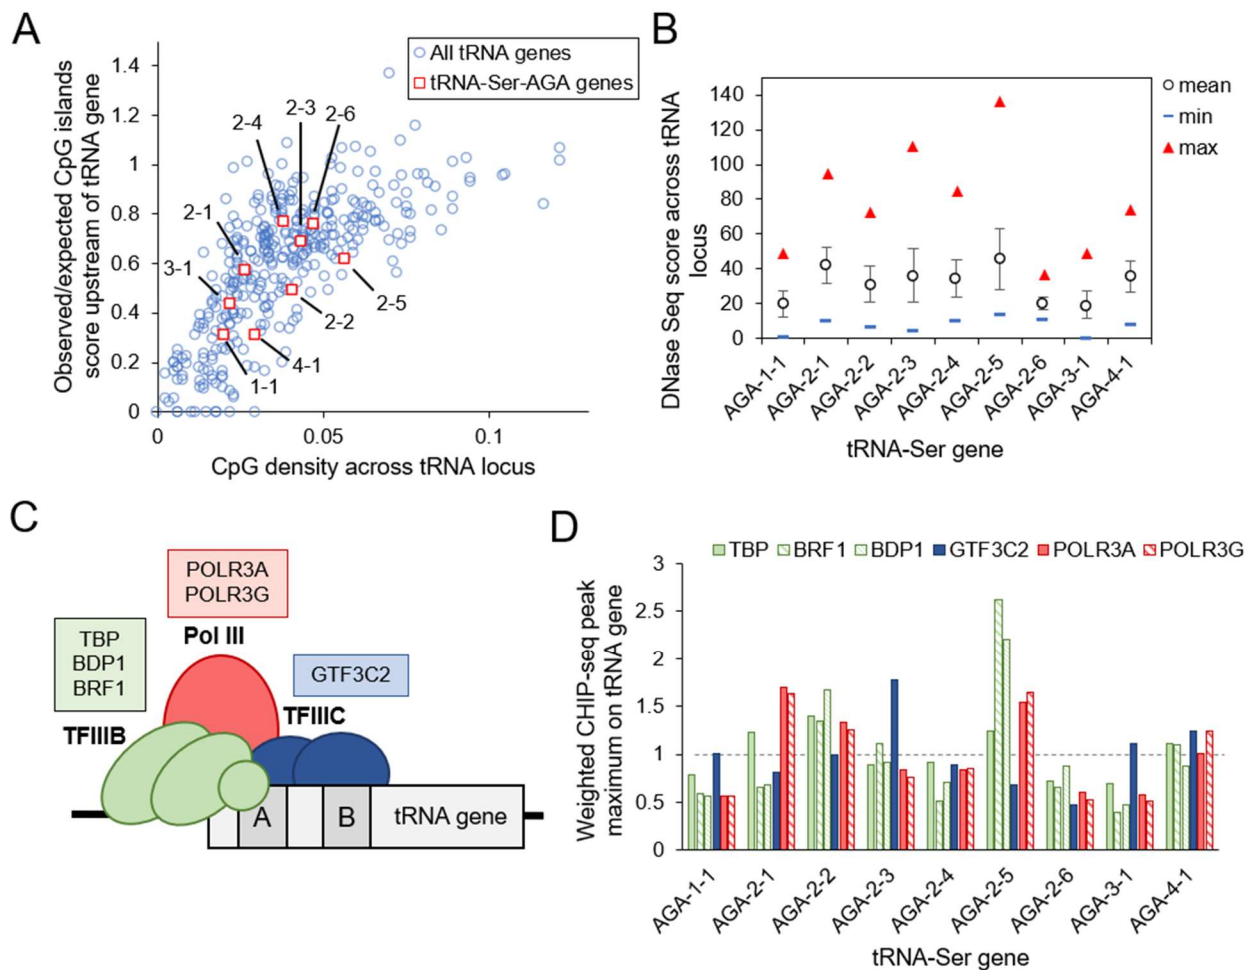 A
Observed/expected CpG islands
score upstream of tRNA gene
1.4
1.2
1
0.8
0.6
0.4
0.2
0
0
0.05
0.1
CpG density across tRNA locus
All tRNA genes
tRNA-Ser-AGA genes
2-3
2-4
2-6
2-1
3-1
2-5
2-2
4-1
1-1
B
DNase Seq score across tRNA
locus
140
120
100
80
60
40
20
0
mean
min
max
AGA-1-1
AGA-2-1
AGA-2-2
AGA-2-3
AGA-2-4
AGA-2-5
AGA-2-6
AGA-3-1
AGA-4-1
tRNA-Ser gene
C
POLR3A
POLR3G
Pol III
TBP
BDP1
BRF1
TFIIIB
GTF3C2
TFIIIC
A
B
tRNA gene
D
TBP
BRF1
BDP1
GTF3C2
POLR3A
POLR3G
Weighted CHIP-seq peak
maximum on tRNA gene
3
2.5
2
1.5
1
0.5
0
AGA-1-1
AGA-2-1
AGA-2-2
AGA-2-3
AGA-2-4
AGA-2-5
AGA-2-6
AGA-3-1
AGA-4-1
tRNA-Ser gene